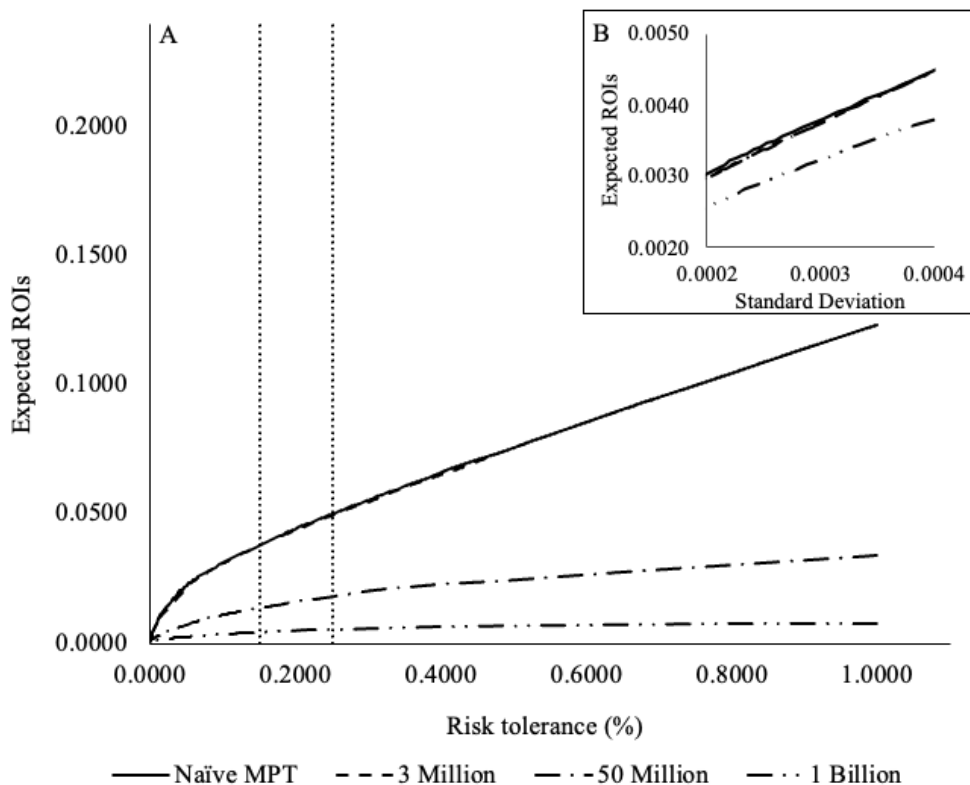 A
0.2000
0.1500
0.1000
0.0500
0.0000
Expected ROIs
0.0000 0.2000 0.4000 0.6000 0.8000 1.0000
Risk tolerance (%)
B
0.0050
0.0040
0.0030
0.0020
Expected ROIs
0.0002 0.0003 0.0004
Standard Deviation
Naïve MPT 3 Million 50 Million 1 Billion